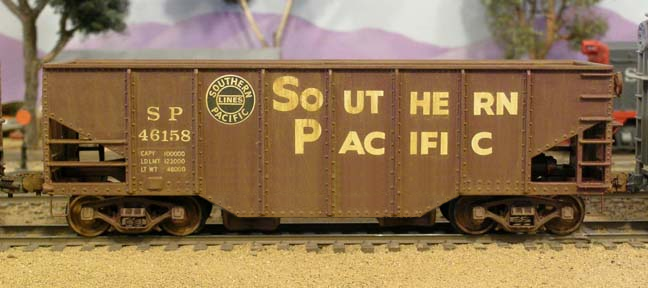 SP
46158
CAPY 100000
LD LMT 123000
LT WT 46000
SOUTHERN
LINES
PACIFIC
SOUTHERN
PACIFIC